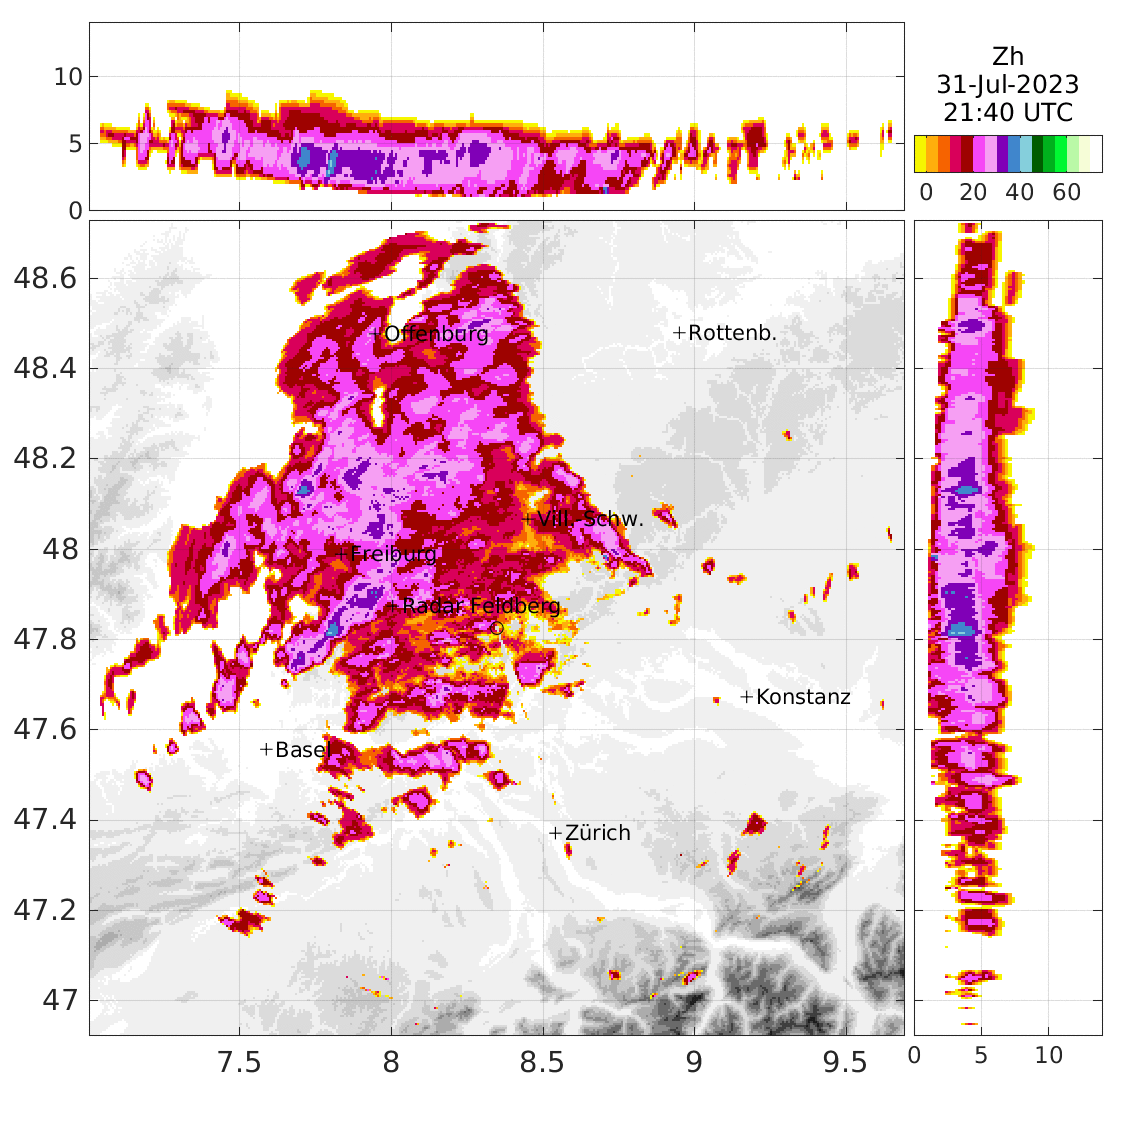 10
5
0
Zh
31-Jul-2023
21:40 UTC
0 20 40 60
48.6
48.4
48.2
48
47.8
47.6
47.4
47.2
47
Offenburg
Rottenb.
Vill.-Schw.
Freiburg
Radar Feldberg
Konstanz
Basel
Zürich
7.5 8 8.5 9 9.5
0 5 10